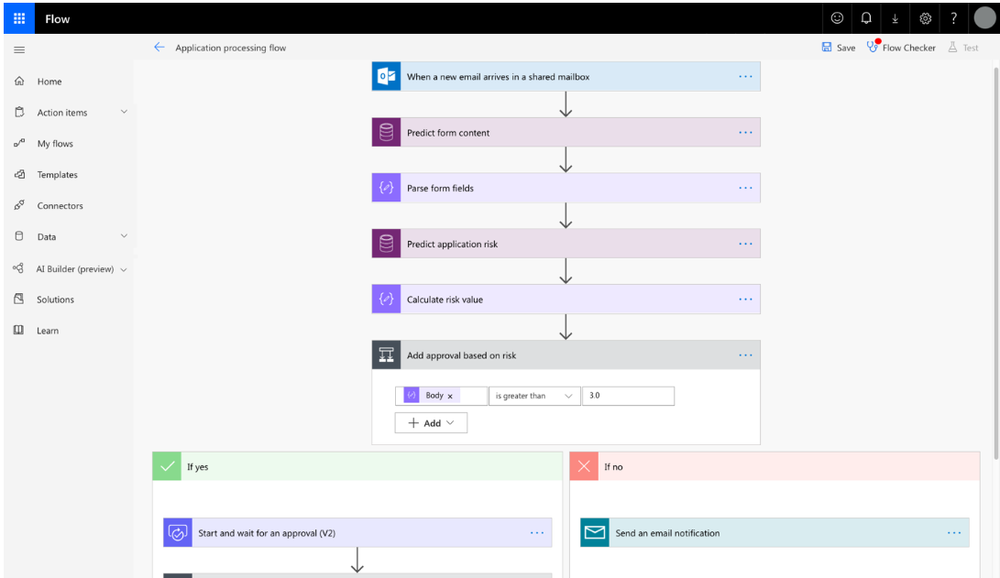 Flow
?
Application processing flow
Save
Flow Checker
Test
Home
Action items
My flows
Templates
Connectors
Data
AI Builder (preview)
Solutions
Learn
When a new email arrives in a shared mailbox
Predict form content
Parse form fields
Predict application risk
Calculate risk value
Add approval based on risk
Body x is greater than 3.0
+ Add
If yes
If no
Start and wait for an approval (V2)
Send an email notification